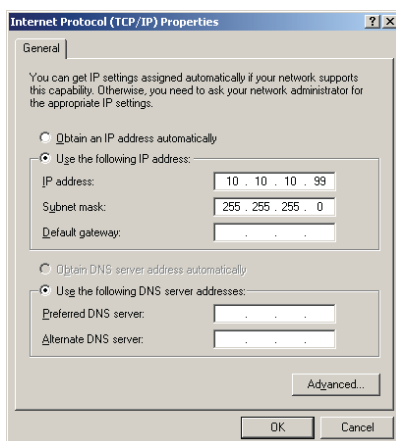 Internet Protocol (TCP/IP) Properties
General
You can get IP settings assigned automatically if your network supports
this capability. Otherwise, you need to ask your network administrator for
the appropriate IP settings.
Obtain an IP address automatically
Use the following IP address:
IP address: 10 . 10 . 10 . 99
Subnet mask: 255 . 255 . 255 . 0
Default gateway: . . .
Obtain DNS server address automatically
Use the following DNS server addresses:
Preferred DNS server: . . .
Alternate DNS server: . . .
Advanced...
OK Cancel